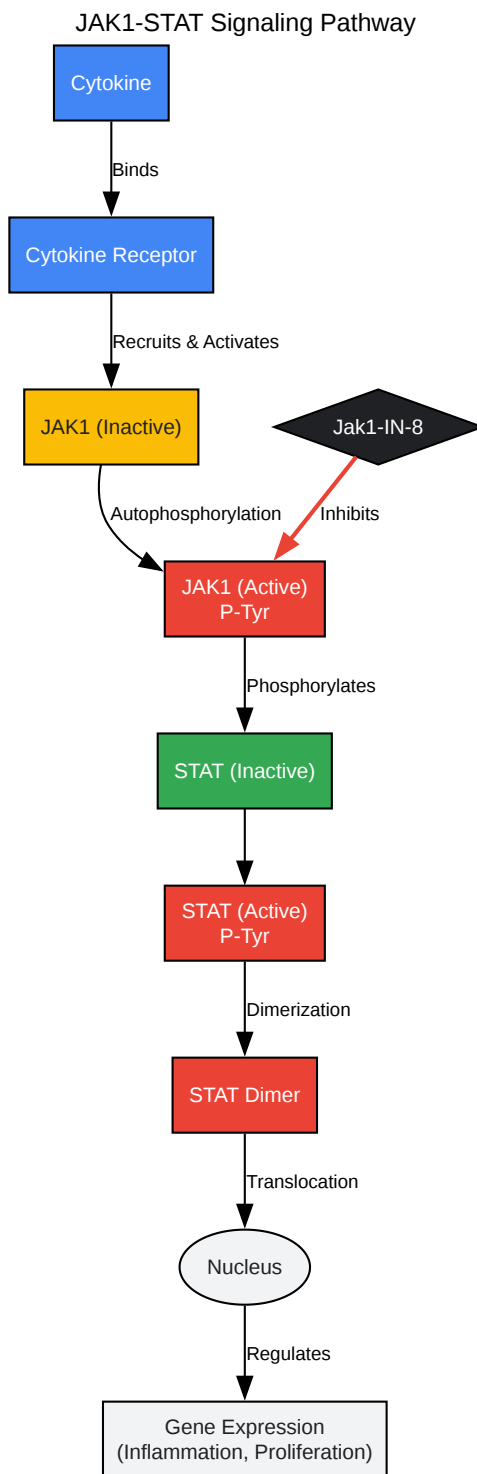 JAK1-STAT Signaling Pathway
Cytokine
Binds
Cytokine Receptor
Recruits & Activates
JAK1 (Inactive)
Jak1-IN-8
Autophosphorylation
Inhibits
JAK1 (Active)
P-Tyr
Phosphorylates
STAT (Inactive)
STAT (Active)
P-Tyr
Dimerization
STAT Dimer
Translocation
Nucleus
Regulates
Gene Expression
(Inflammation, Proliferation)